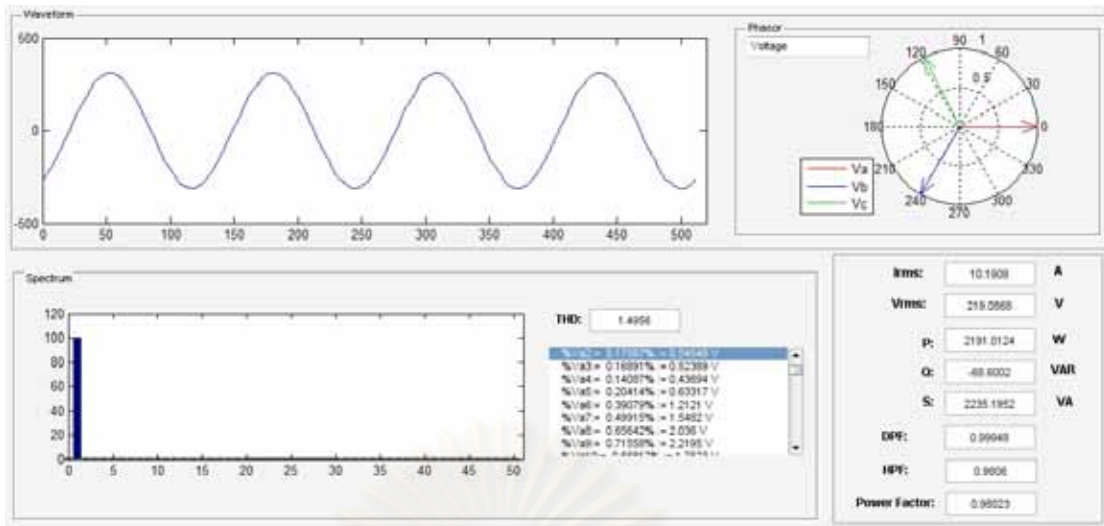 Waveform
500
0
-500
0 50 100 150 200 250 300 350 400 450 500
Phasor
Voltage
90 1
120 60
0.5
150 30
180 0
210 330
240 300
270
Va
Vb
Vc
Spectrum
120
100
80
60
40
20
0
0 5 10 15 20 25 30 35 40 45 50
THD: 1.4956
%Va3:= 0.16891% := 0.52389 V
%Va4:= 0.14087% := 0.43694 V
%Va5:= 0.20414% := 0.63317 V
%Va6:= 0.39079% := 1.2121 V
%Va7:= 0.49915% := 1.5482 V
%Va8:= 0.65642% := 2.036 V
%Va9:= 0.71558% := 2.2195 V
Irms: 10.1908 A
Vrms: V
P: 2191.0124 W
Q: VAR
S: 2235.1952 VA
DPF: 0.99948
HPF: 0.9806
Power Factor: 0.98023